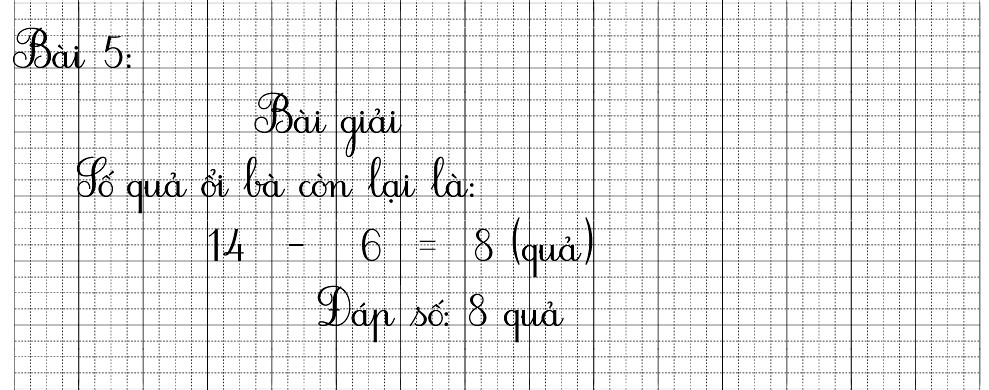 Bài 5:
Bài giải
Số quả ổi bà còn lại là:
14 - 6 = 8 (quả)
Đáp số: 8 quả